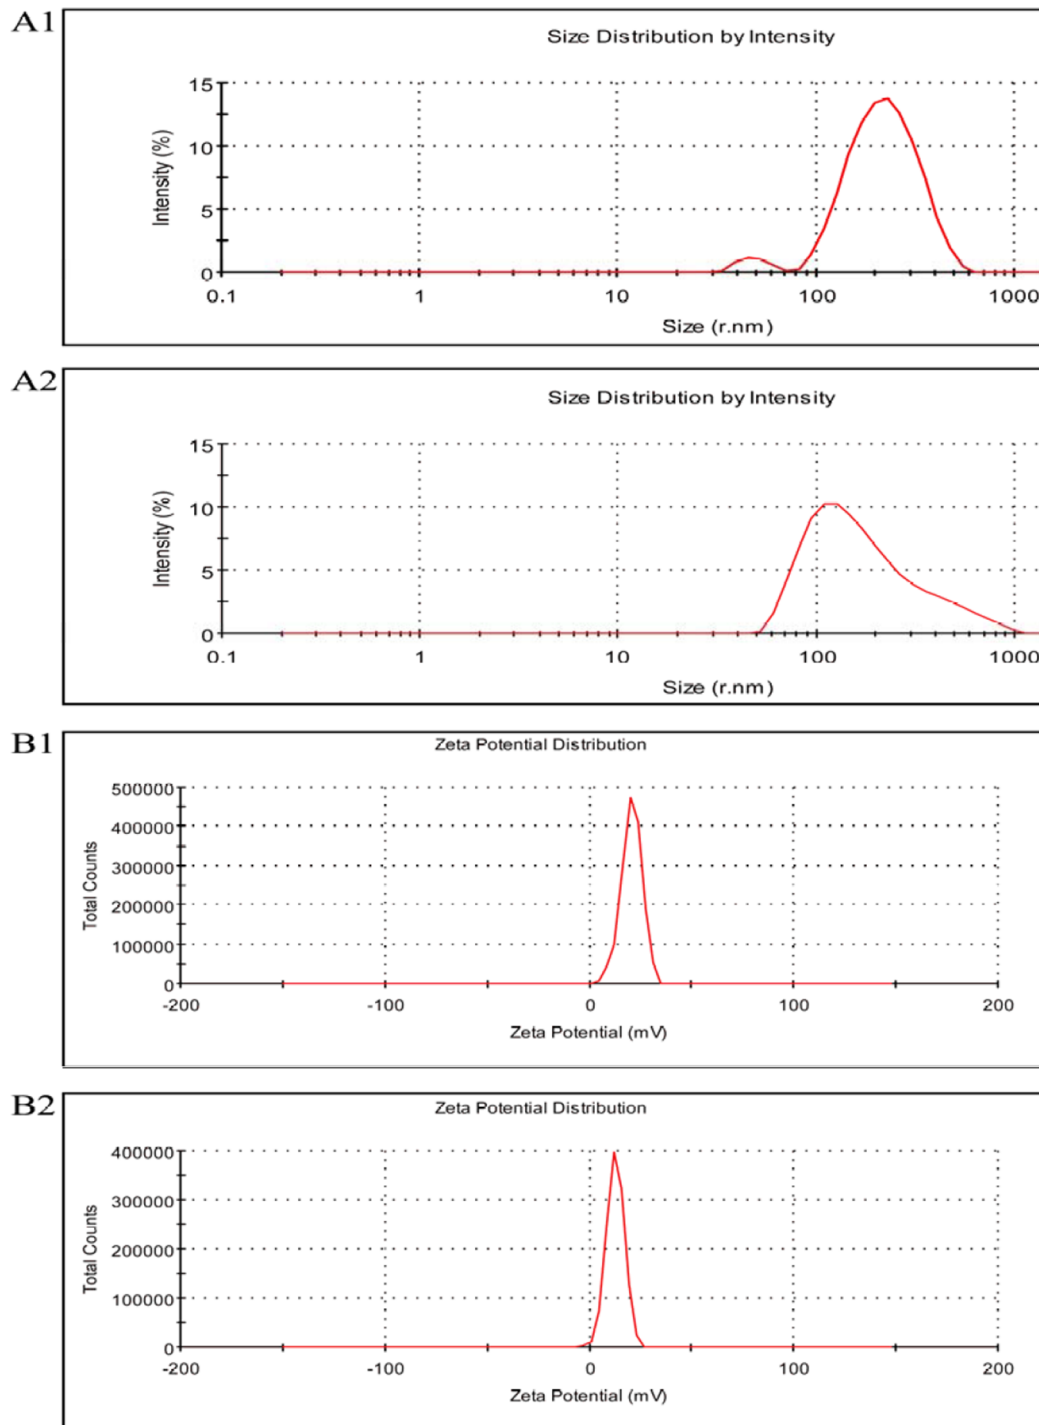 A1
Size Distribution by Intensity
15
10
5
0
Intensity (%)
0.1 1 10 100 1000
Size (r.nm)
A2
Size Distribution by Intensity
15
10
5
0
Intensity (%)
0.1 1 10 100 1000
Size (r.nm)
B1
Zeta Potential Distribution
500000
400000
300000
200000
100000
0
Total Counts
-200 -100 0 100 200
Zeta Potential (mV)
B2
Zeta Potential Distribution
400000
300000
200000
100000
0
Total Counts
-200 -100 0 100 200
Zeta Potential (mV)